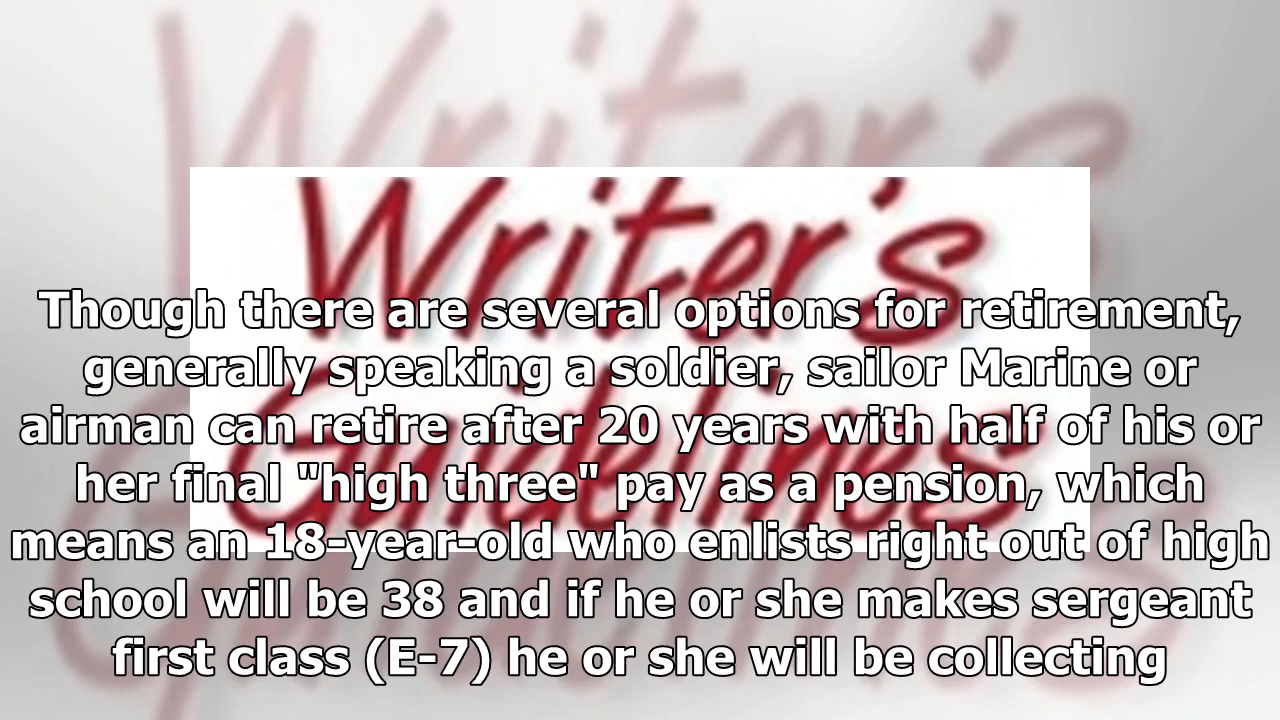 Writer's
Guidelines
Though there are several options for retirement,
generally speaking a soldier, sailor Marine or
airman can retire after 20 years with half of his or
her final "high three" pay as a pension, which
means an 18-year-old who enlists right out of high
school will be 38 and if he or she makes sergeant
first class (E-7) he or she will be collecting